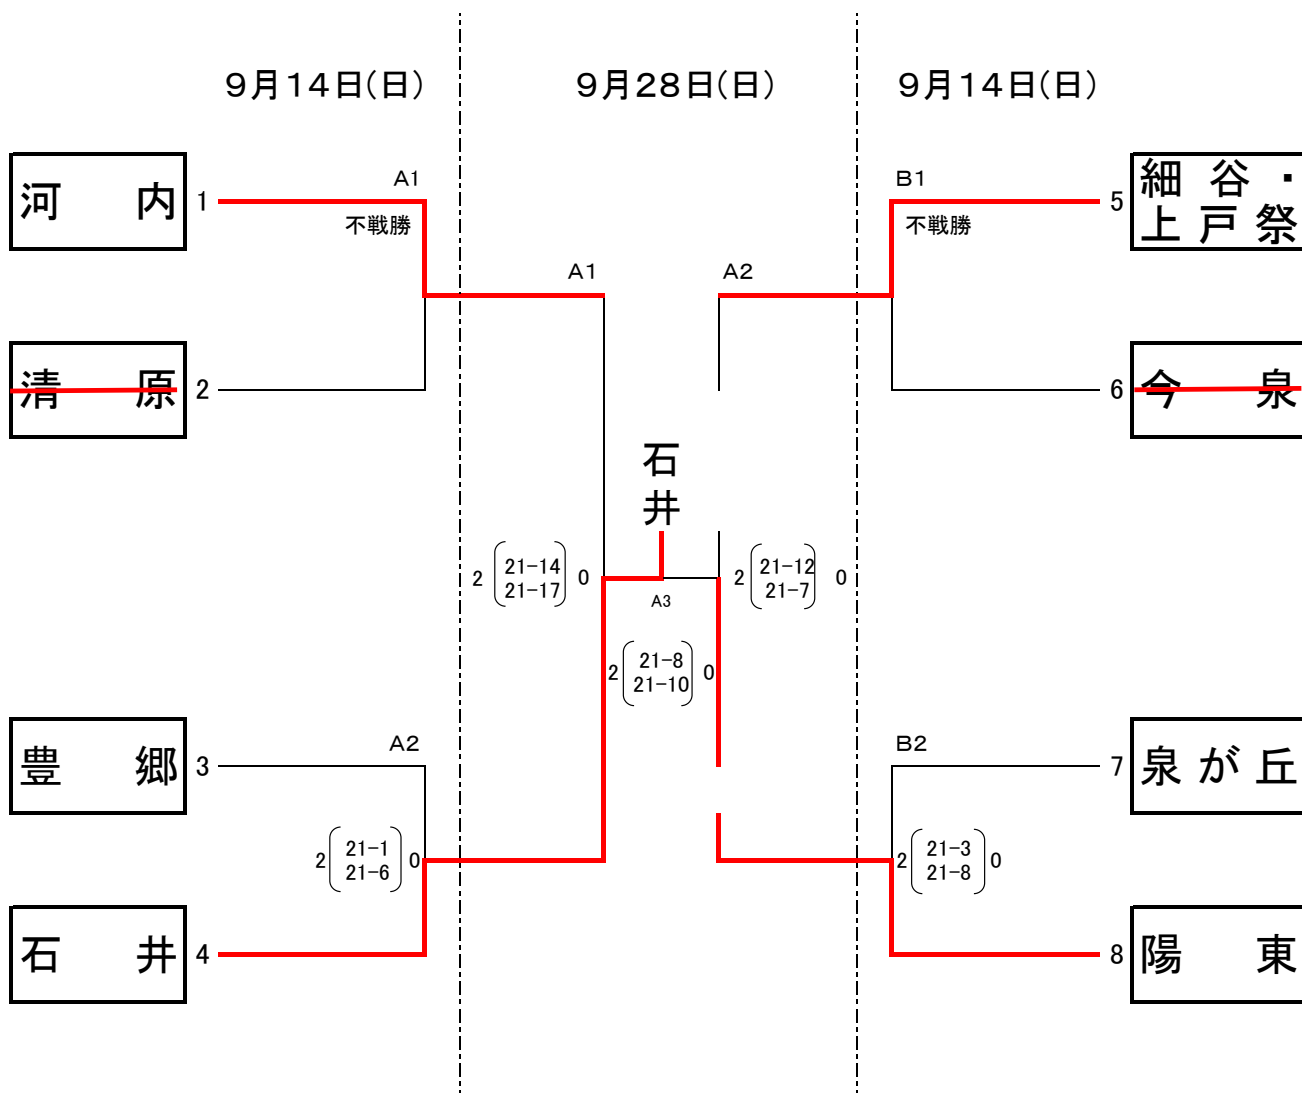 9月14日(日)
9月28日(日)
9月14日(日)
河 内
1
A1
不戦勝
B1
不戦勝
5
細 谷 ・
上 戸 祭
A1
A2
清 原
2
6
今 泉
石
井
2
21-14
21-17
0
A3
2
21-12
21-7
0
2
21-8
21-10
0
豊 郷
3
A2
B2
7
泉 が 丘
2
21-1
21-6
0
2
21-3
21-8
0
石 井
4
8
陽 東